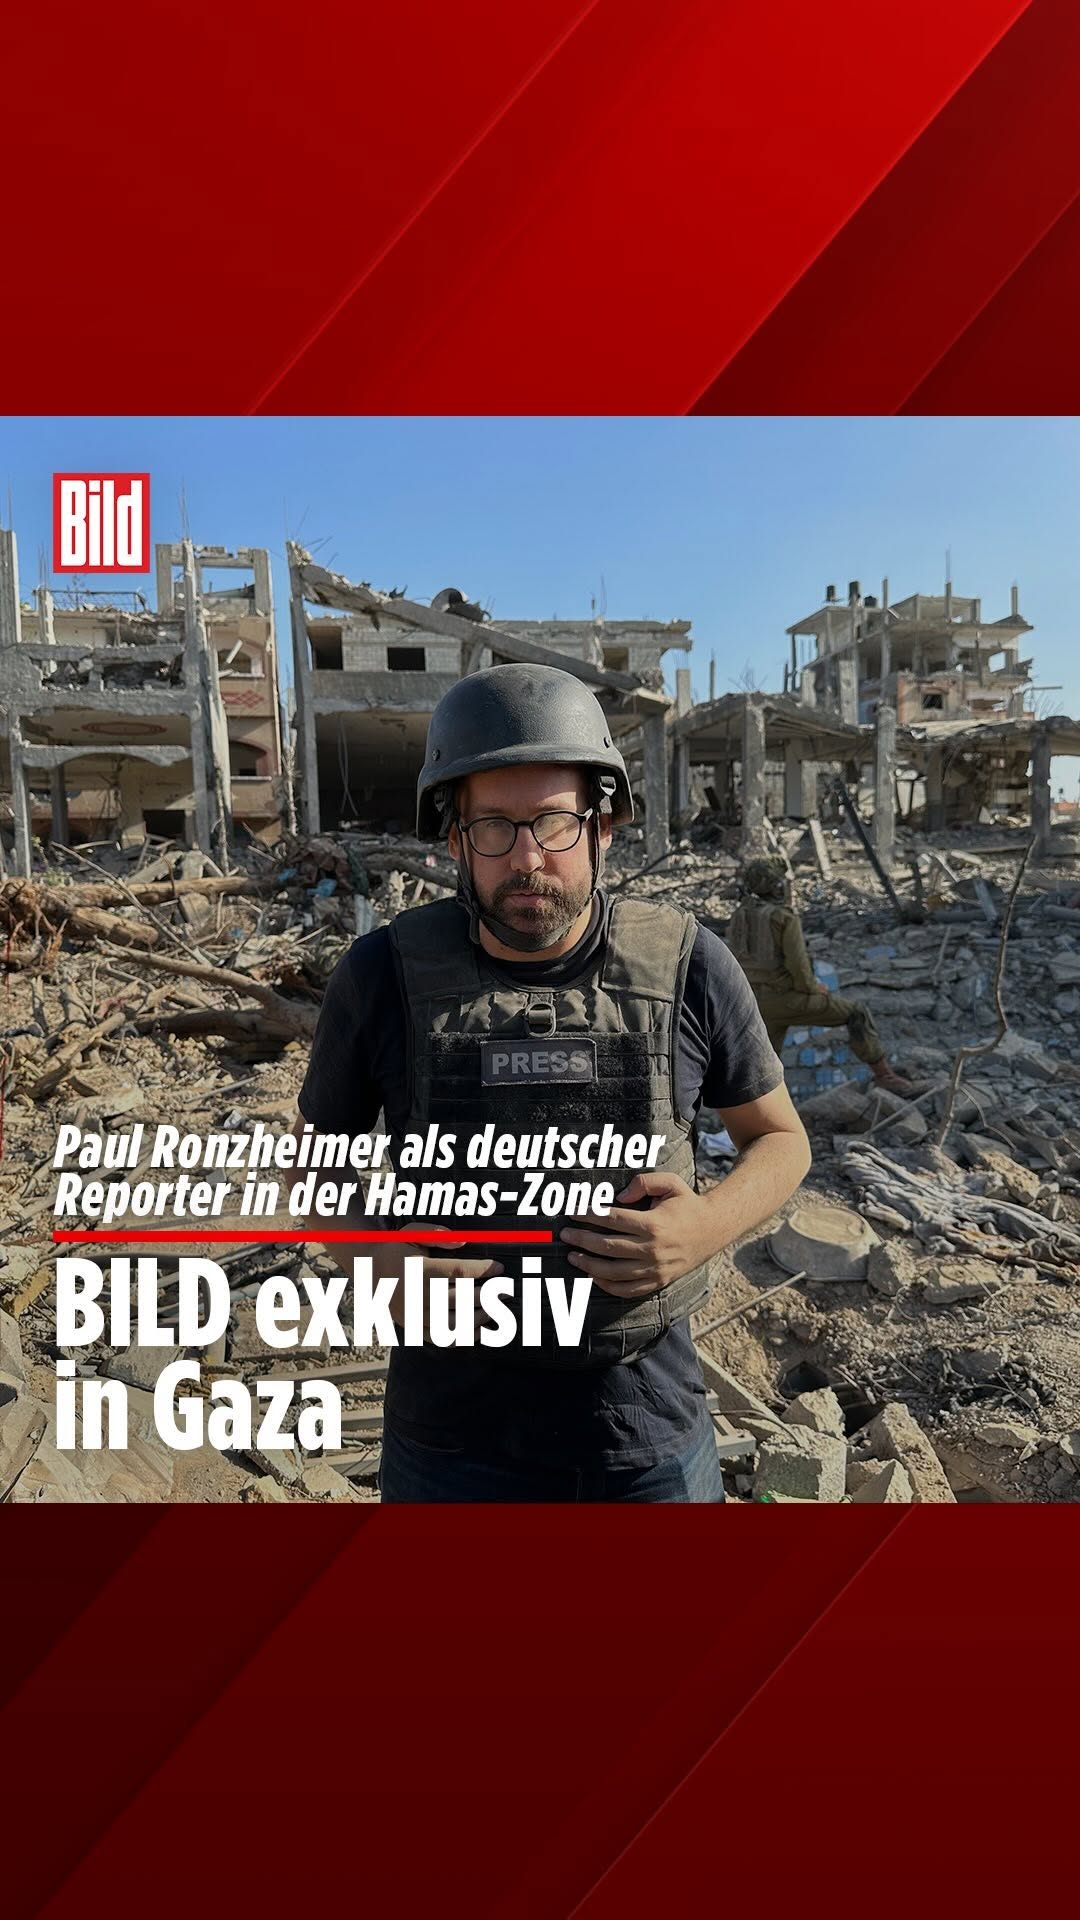 Bild
PRESS
Paul Ronzheimer als deutscher
Reporter in der Hamas-Zone
BILD exklusiv
in Gaza